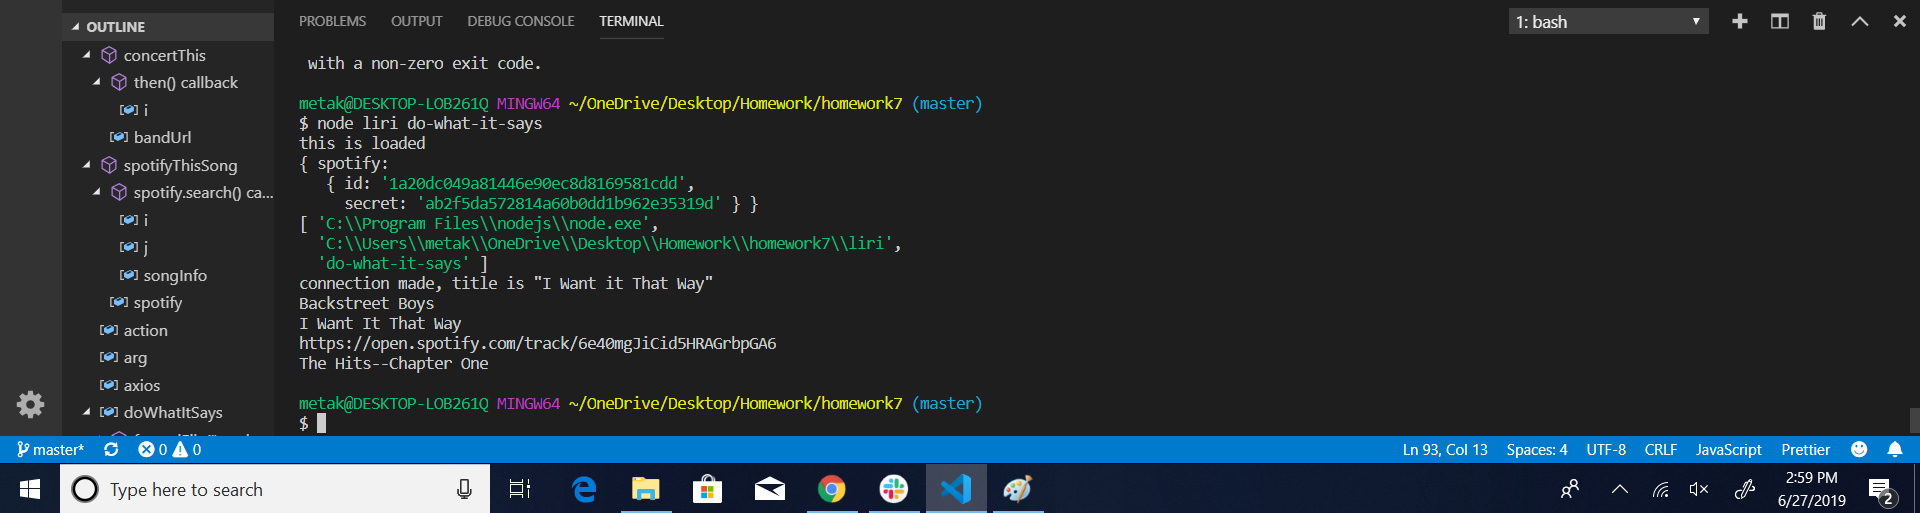 OUTLINE
concertThis
then() callback
i
bandUrl
spotifyThisSong
spotify.search() ca...
i
j
songInfo
spotify
action
arg
axios
doWhatItSays
PROBLEMS OUTPUT DEBUG CONSOLE TERMINAL
1: bash
with a non-zero exit code.
metak@DESKTOP-LOB261Q MINGW64 ~/OneDrive/Desktop/Homework/homework7 (master)
$ node liri do-what-it-says
this is loaded
{ spotify:
{ id: '1a20dc049a81446e90ec8d8169581cdd',
secret: 'ab2f5da572814a60b0dd1b962e35319d' } }
[ 'C:\\Program Files\\nodejs\\node.exe',
'C:\\Users\\metak\\OneDrive\\Desktop\\Homework\\homework7\\liri',
'do-what-it-says' ]
connection made, title is "I Want it That Way"
Backstreet Boys
I Want It That Way
https://open.spotify.com/track/6e40mgJiCid5HRAGrbpGA6
The Hits--Chapter One
metak@DESKTOP-LOB261Q MINGW64 ~/OneDrive/Desktop/Homework/homework7 (master)
$
master* 0 0 Ln 93, Col 13 Spaces: 4 UTF-8 CRLF JavaScript Prettier
Type here to search
2:59 PM
6/27/2019
2